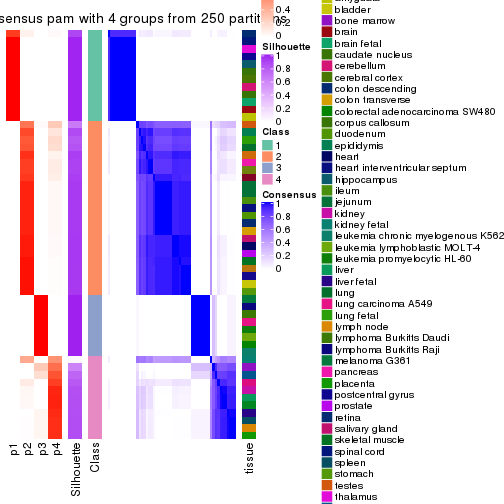 sensus pam with 4 groups from 250 partitions
0.4
0.2
0
Silhouette
1
0.8
0.6
0.4
0.2
0
Class
1
2
3
4
Consensus
1
0.8
0.6
0.4
0.2
0
bladder
bone marrow
brain
brain fetal
caudate nucleus
cerebellum
cerebral cortex
colon descending
colon transverse
colorectal adenocarcinoma SW480
corpus callosum
duodenum
epididymis
heart
heart interventricular septum
hippocampus
ileum
jejunum
kidney
kidney fetal
leukemia chronic myelogenous K562
leukemia lymphoblastic MOLT-4
leukemia promyelocytic HL-60
liver
liver fetal
lung
lung carcinoma A549
lung fetal
lymph node
lymphoma Burkitts Daudi
lymphoma Burkitts Raji
melanoma G361
pancreas
placenta
postcentral gyrus
prostate
retina
salivary gland
skeletal muscle
spinal cord
spleen
stomach
testes
thalamus
p1
p2
p3
p4
Silhouette
Class
tissue